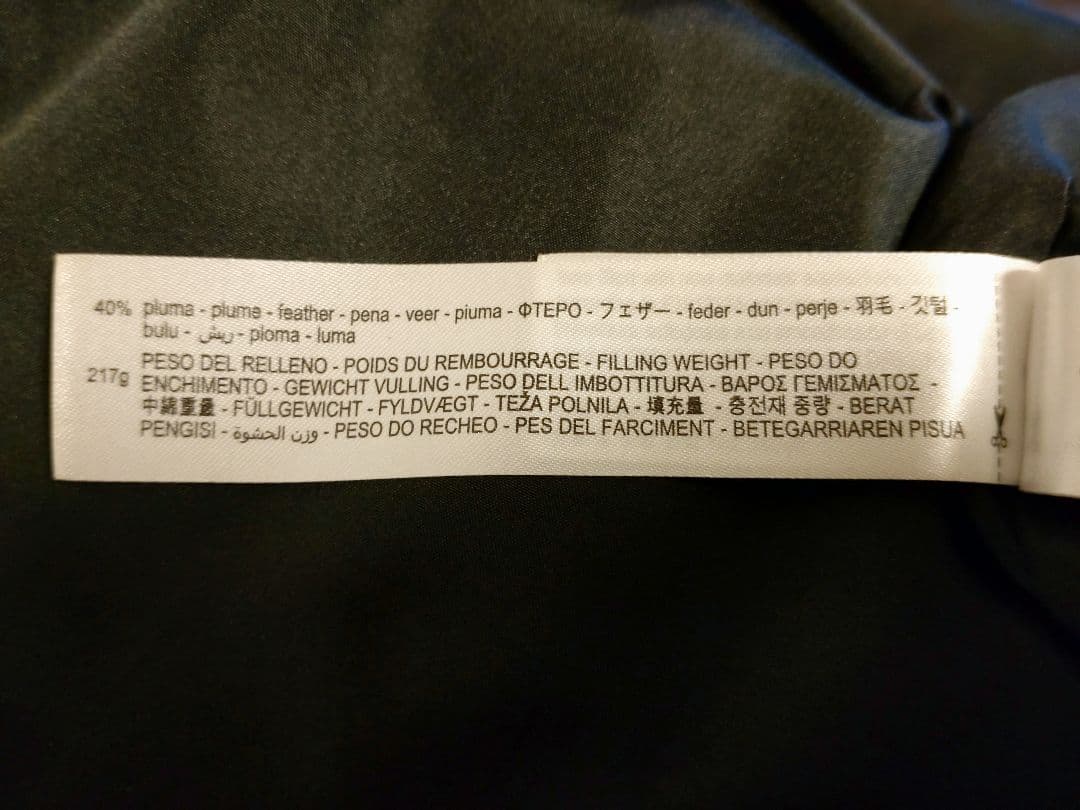 40% pluma - plume - feather - pena - veer - piuma - ΦΤΕΡΟ - フェザー - feder - dun - perje - 羽毛 - 깃털 -
bulu - ريش - ploma - luma
PESO DEL RELLENO - POIDS DU REMBOURRAGE - FILLING WEIGHT - PESO DO
217g ENCHIMENTO - GEWICHT VULLING - PESO DELL IMBOTTITURA - ΒΑΡΟΣ ΓΕΜΙΣΜΑΤΟΣ -
中綿重量 - FÜLLGEWICHT - FYLDVÆGT - TEŽA POLNILA - 填充量 - 충전재 중량 - BERAT
PENGISI - وزن الحشوة - PESO DO RECHEO - PES DEL FARCIMENT - BETEGARRIAREN PISUA